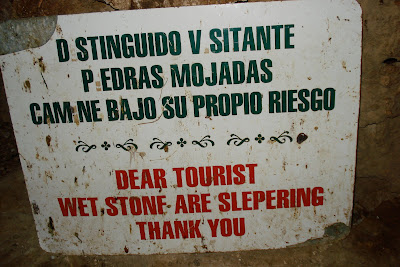 D STINGUIDO V SITANTE
P EDRAS MOJADAS
CAM NE BAJO SU PROPIO RIESGO
DEAR TOURIST
WET STONE ARE SLEPERING
THANK YOU